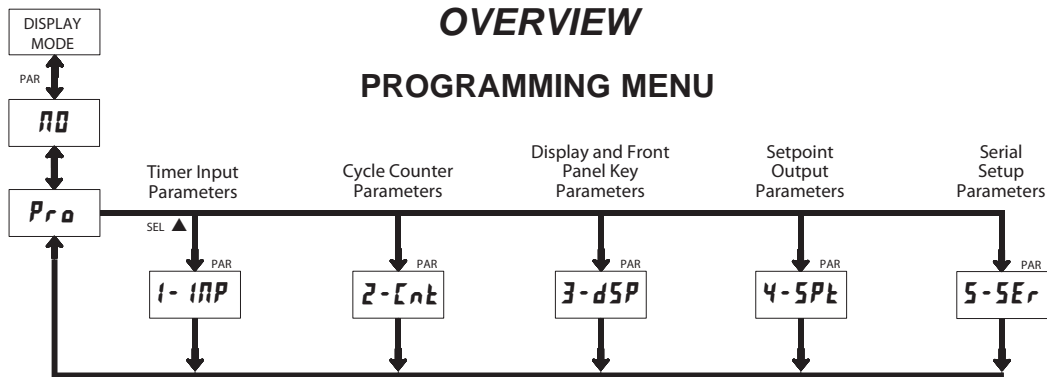 OVERVIEW
PROGRAMMING MENU
DISPLAY
MODE
PAR
NO
Pro
SEL ▲
Timer Input
Parameters
PAR
1-INP
Cycle Counter
Parameters
PAR
2-Cnt
Display and Front
Panel Key
Parameters
PAR
3-dSP
Setpoint
Output
Parameters
PAR
4-SPt
Serial
Setup
Parameters
PAR
5-SEr